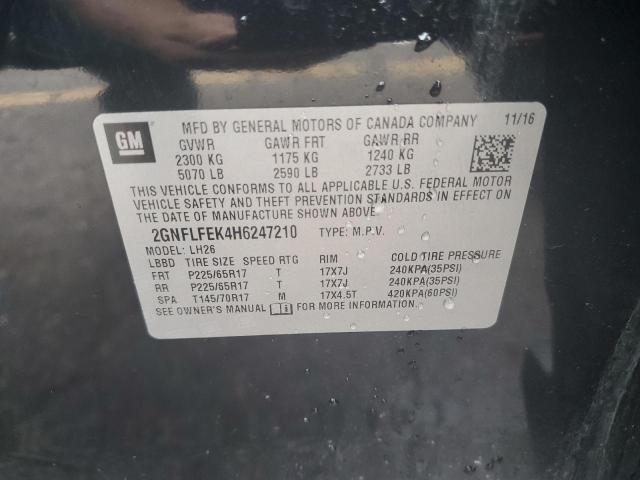 GM
MFD BY GENERAL MOTORS OF CANADA COMPANY 11/16
GVWR GAWR FRT GAWR RR
2300 KG 1175 KG 1240 KG
5070 LB 2590 LB 2733 LB
THIS VEHICLE CONFORMS TO ALL APPLICABLE U.S. FEDERAL MOTOR
VEHICLE SAFETY AND THEFT PREVENTION STANDARDS IN EFFECT ON
THE DATE OF MANUFACTURE SHOWN ABOVE.
2GNFLFEK4H6247210 TYPE: M.P.V.
MODEL: LH26
LBBD TIRE SIZE SPEED RTG RIM COLD TIRE PRESSURE
FRT P225/65R17 T 17X7J 240KPA(35PSI)
RR P225/65R17 T 17X7J 240KPA(35PSI)
SPA T145/70R17 M 17X4.5T 420KPA(60PSI)
SEE OWNER'S MANUAL i FOR MORE INFORMATION.